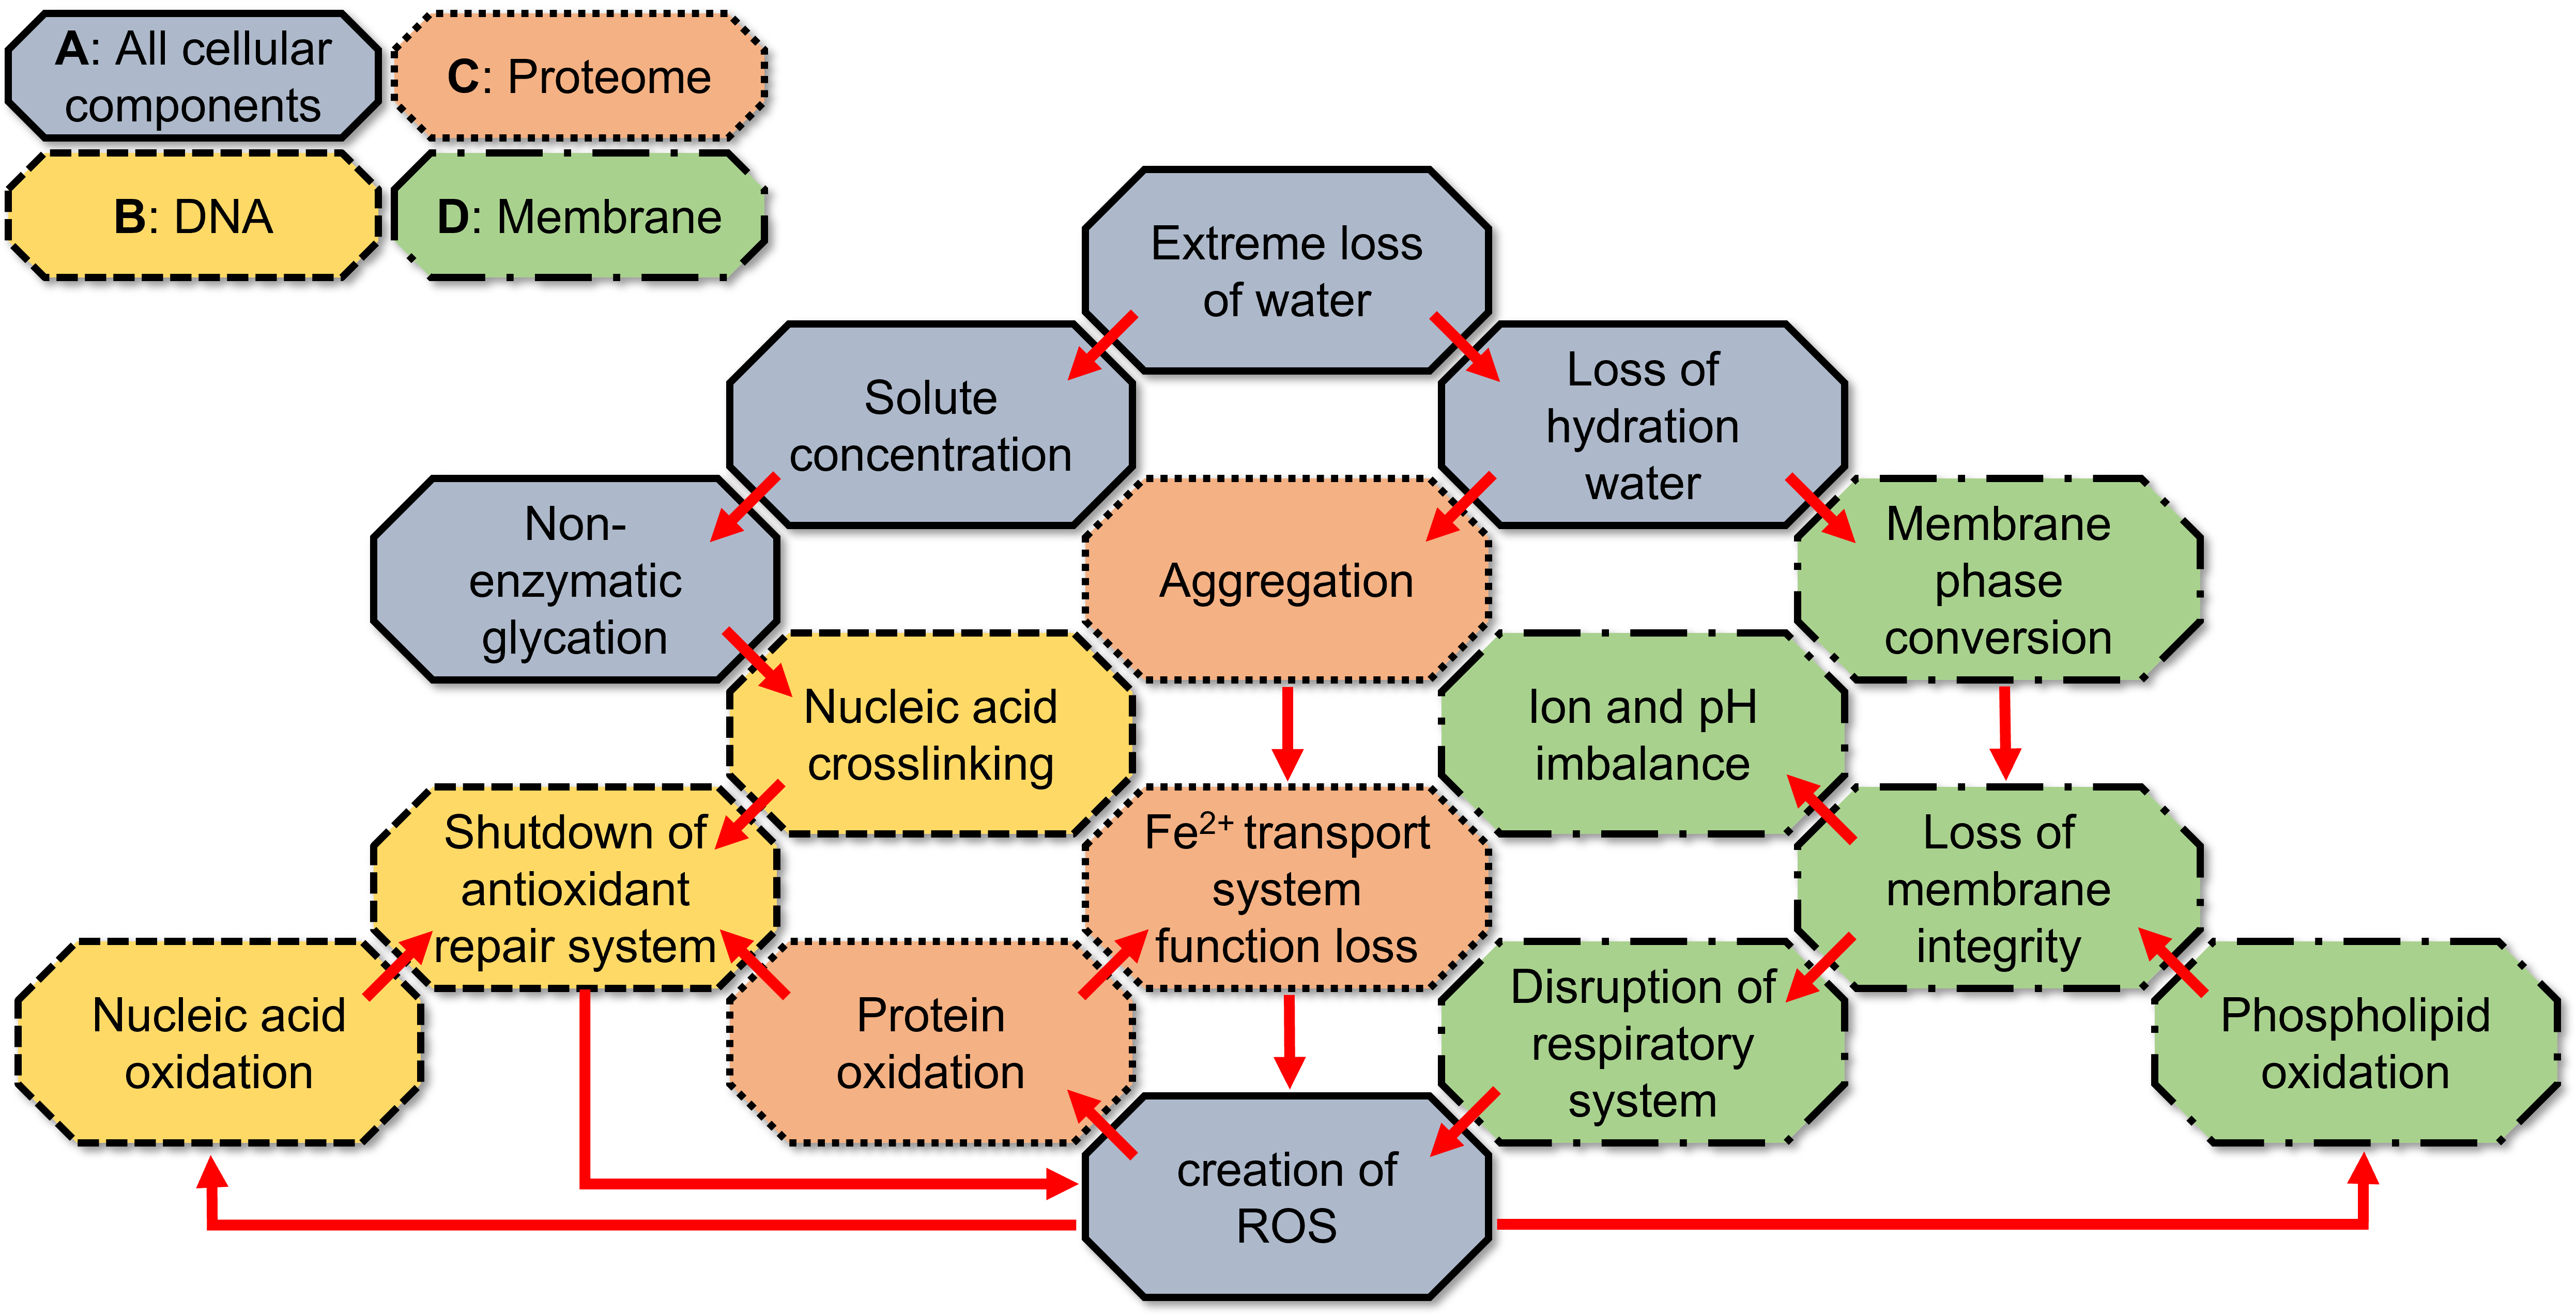 A: All cellular
components
C: Proteome
B: DNA
D: Membrane
Extreme loss
of water
Solute
concentration
Loss of
hydration
water
Non-
enzymatic
glycation
Aggregation
Membrane
phase
conversion
Nucleic acid
crosslinking
Ion and pH
imbalance
Shutdown of
antioxidant
repair system
Fe²⁺ transport
system
function loss
Loss of
membrane
integrity
Nucleic acid
oxidation
Protein
oxidation
Disruption of
respiratory
system
Phospholipid
oxidation
creation of
ROS